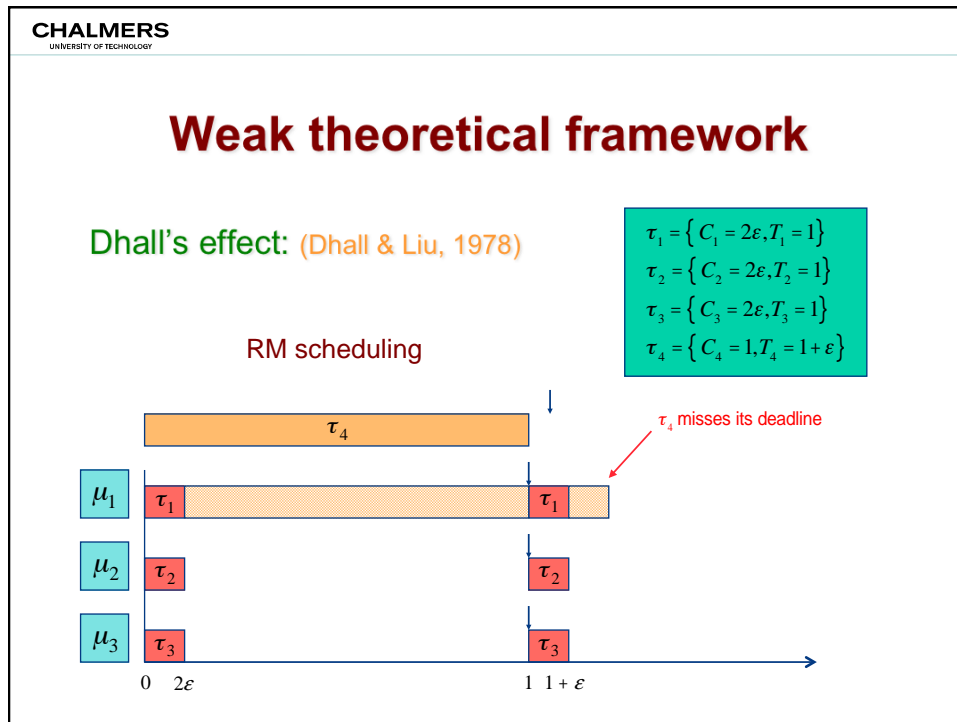 CHALMERS
UNIVERSITY OF TECHNOLOGY
Weak theoretical framework
Dhall's effect: (Dhall & Liu, 1978)
τ₁ = { C₁ = 2ε, T₁ = 1}
τ₂ = { C₂ = 2ε, T₂ = 1}
τ₃ = { C₃ = 2ε, T₃ = 1}
τ₄ = { C₄ = 1, T₄ = 1 + ε}
RM scheduling
τ₄ misses its deadline
τ₄
μ₁ τ₁ τ₁
μ₂ τ₂ τ₂
μ₃ τ₃ τ₃
0 2ε 1 1 + ε